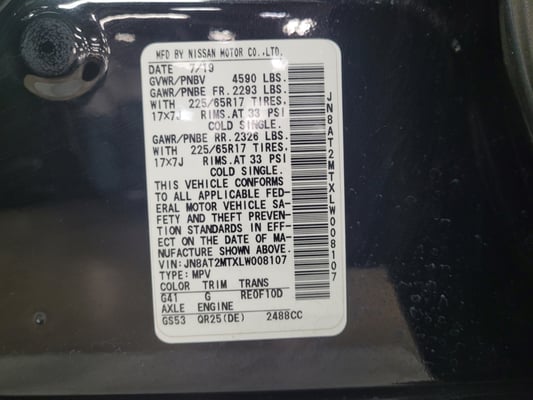 MFD BY NISSAN MOTOR CO.,LTD.
DATE 7/19
GVWR/PNBV 4590 LBS.
GAWR/PNBE FR. 2293 LBS.
WITH 225/65R17 TIRES.
17X7J RIMS.AT 33 PSI
COLD SINGLE.
GAWR/PNBE RR. 2326 LBS.
WITH 225/65R17 TIRES.
17X7J RIMS.AT 33 PSI
COLD SINGLE.
THIS VEHICLE CONFORMS
TO ALL APPLICABLE FED-
ERAL MOTOR VEHICLE SA-
FETY AND THEFT PREVEN-
TION STANDARDS IN EFF-
ECT ON THE DATE OF MA-
NUFACTURE SHOWN ABOVE.
VIN:JN8AT2MTXLW008107
TYPE:MPV
COLOR TRIM TRANS
G41 G RE0F10D
AXLE ENGINE
GS53 QR25(DE) 2488CC
JN8AT2MTXLW008107